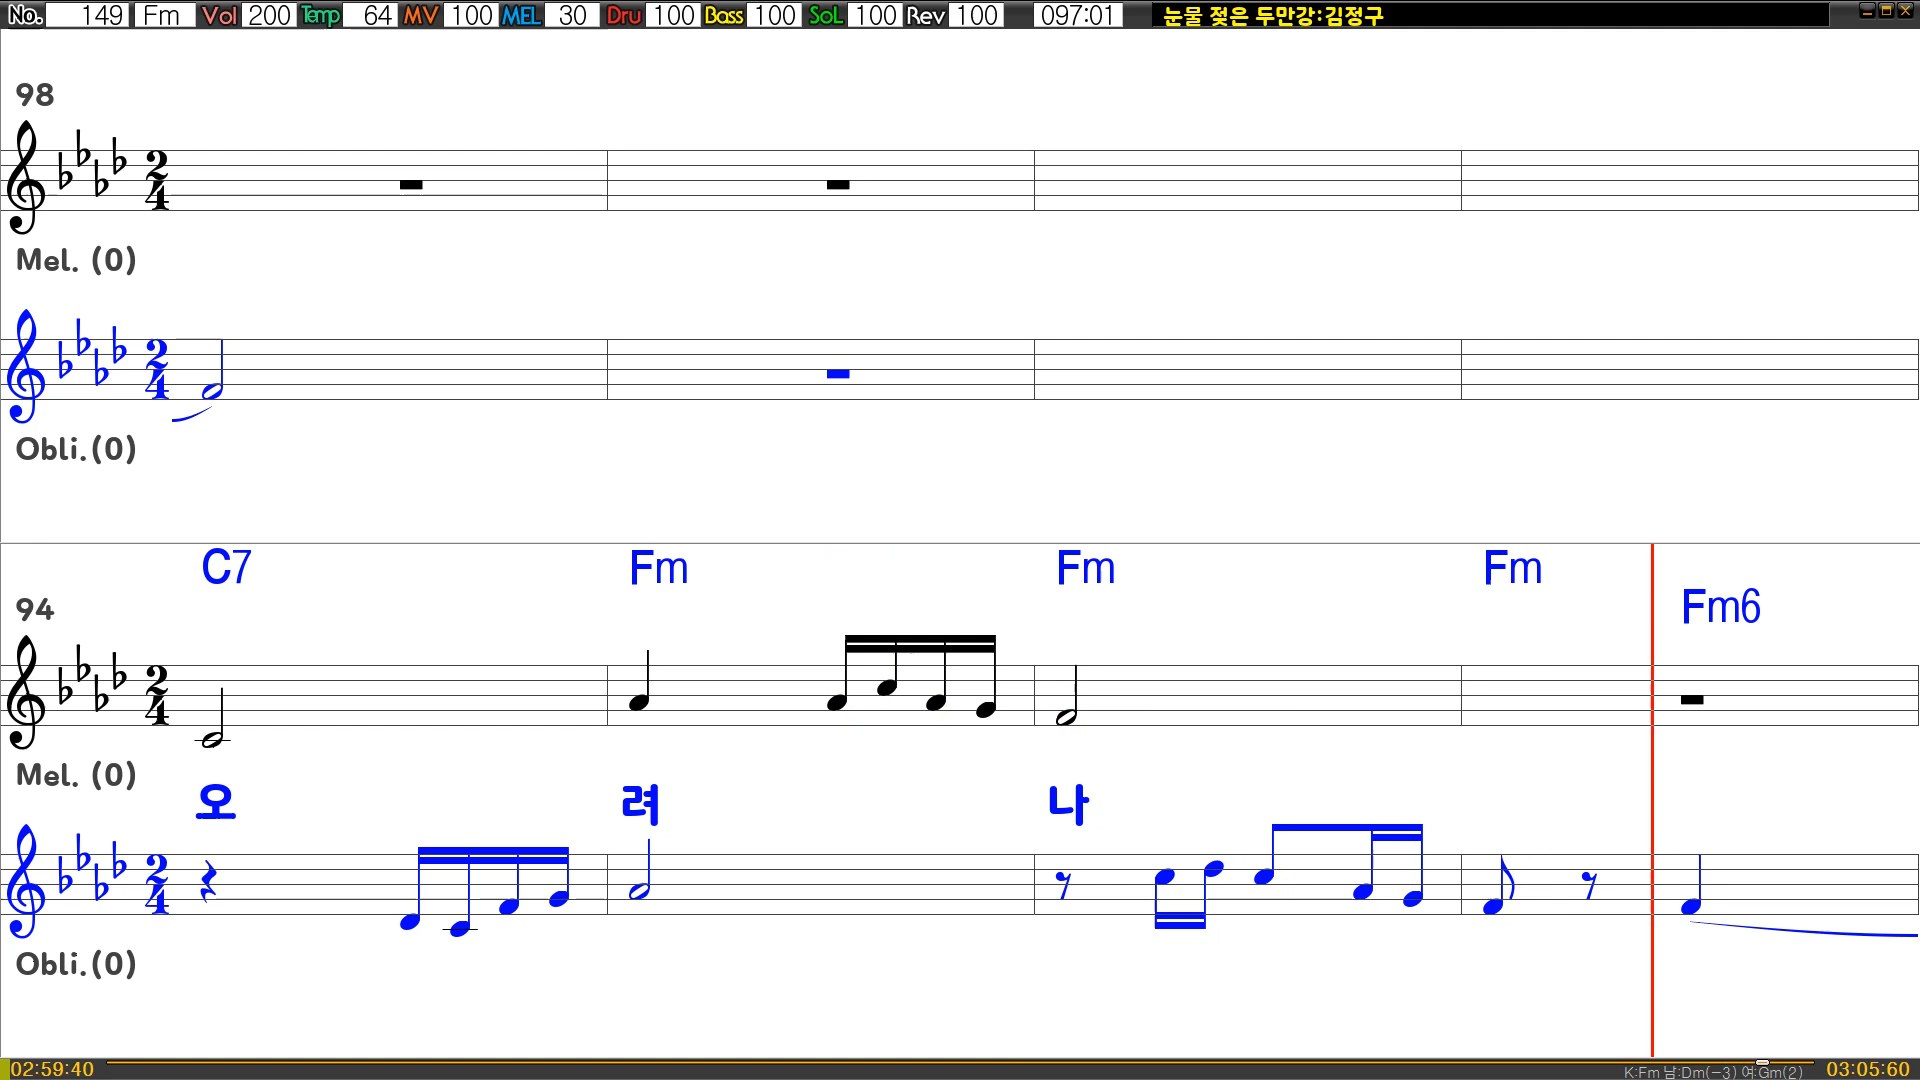 No. 149 Fm Vol 200 Temp 64 MV 100 MEL 30 Dru 100 Bass 100 SoL 100 Rev 100 097:01 눈물 젖은 두만강:김정구
98
2
4
Mel. (0)
2
4
Obli.(0)
C7 Fm Fm Fm
Fm6
94
2
4
Mel. (0)
오 려 나
2
4
Obli.(0)
02:59:40 K:Fm 남:Dm(-3) 여:Gm(2) 03:05:60